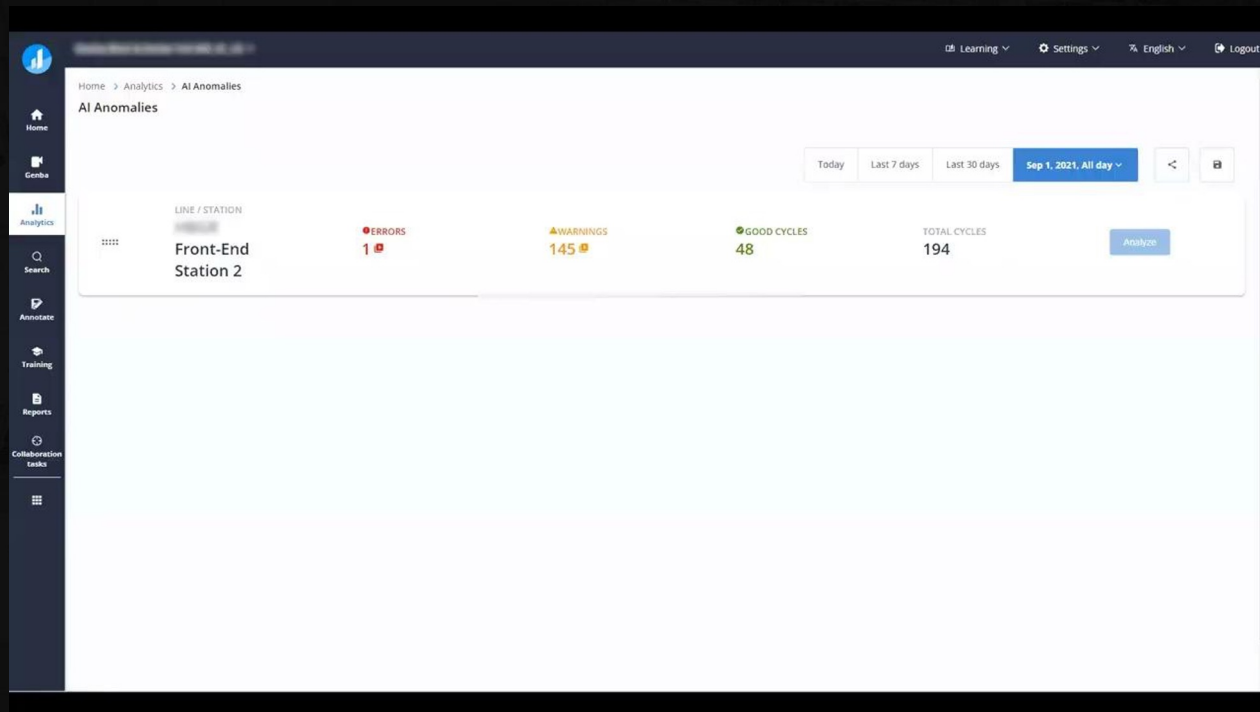 Learning Settings English Logout
Home > Analytics > AI Anomalies
AI Anomalies
Home
Genba
Analytics
Search
Annotate
Training
Reports
Collaboration
tasks
Today Last 7 days Last 30 days Sep 1, 2021, All day
LINE / STATION
Front-End
Station 2
ERRORS
1
WARNINGS
145
GOOD CYCLES
48
TOTAL CYCLES
194
Analyze